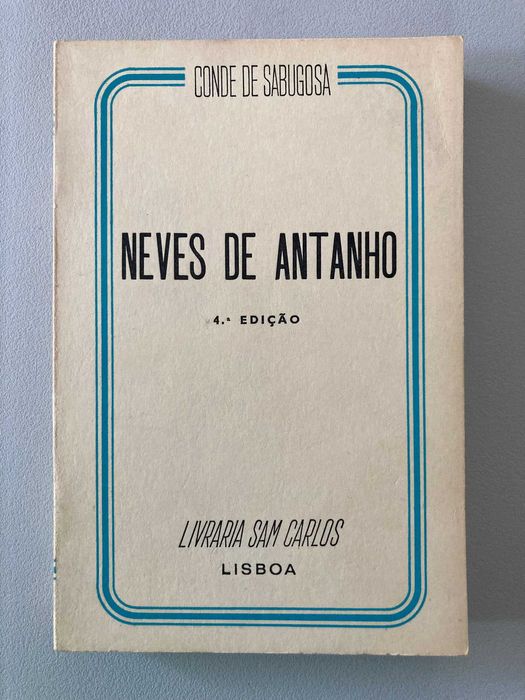 CONDE DE SABUGOSA
NEVES DE ANTANHO
4.ª EDIÇÃO
LIVRARIA SAM CARLOS
LISBOA